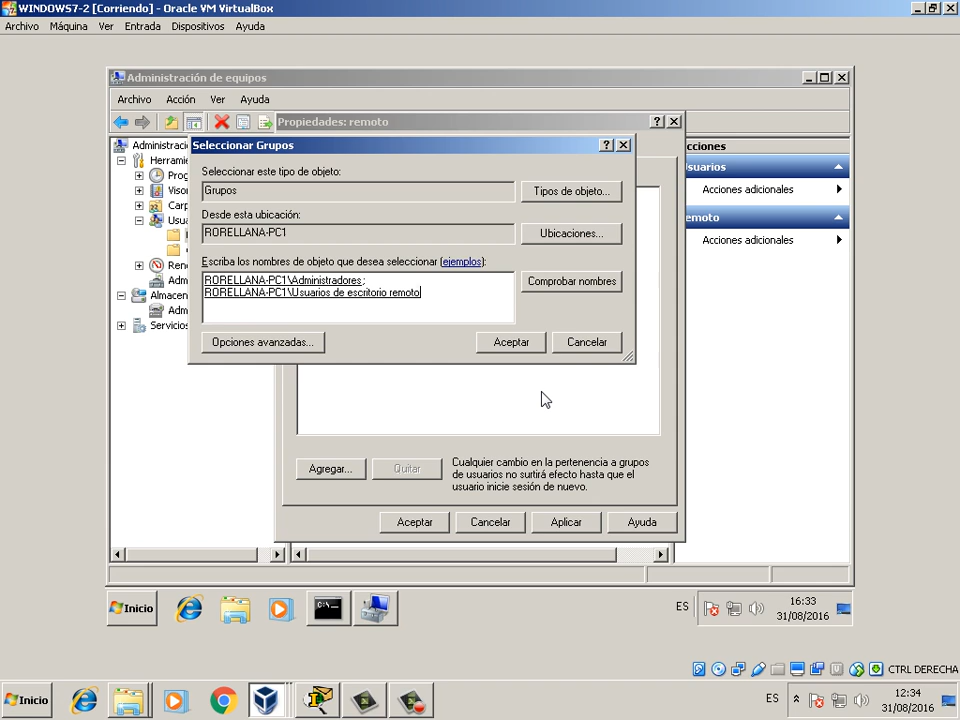 WINDOWS7-2 [Corriendo] - Oracle VM VirtualBox
Archivo Máquina Ver Entrada Dispositivos Ayuda
Administración de equipos
Archivo Acción Ver Ayuda
Propiedades: remoto
Seleccionar Grupos
Seleccionar este tipo de objeto:
Grupos
Tipos de objeto...
Desde esta ubicación:
RORELLANA-PC1
Ubicaciones...
Escriba los nombres de objeto que desea seleccionar (ejemplos):
RORELLANA-PC1\Administradores;
RORELLANA-PC1\Usuarios de escritorio remoto
Comprobar nombres
Opciones avanzadas...
Aceptar
Cancelar
Administraci
Herramie
Prog
Visor
Carp
Usua
Ren
Adm
Almacen
Adm
Servicios
cciones
suarios
Acciones adicionales
emoto
Acciones adicionales
Agregar...
Quitar
Cualquier cambio en la pertenencia a grupos
de usuarios no surtirá efecto hasta que el
usuario inicie sesión de nuevo.
Aceptar
Cancelar
Aplicar
Ayuda
Inicio
C:\-
ES
16:33
31/08/2016
CTRL DERECHA
Inicio
ES
12:34
31/08/2016